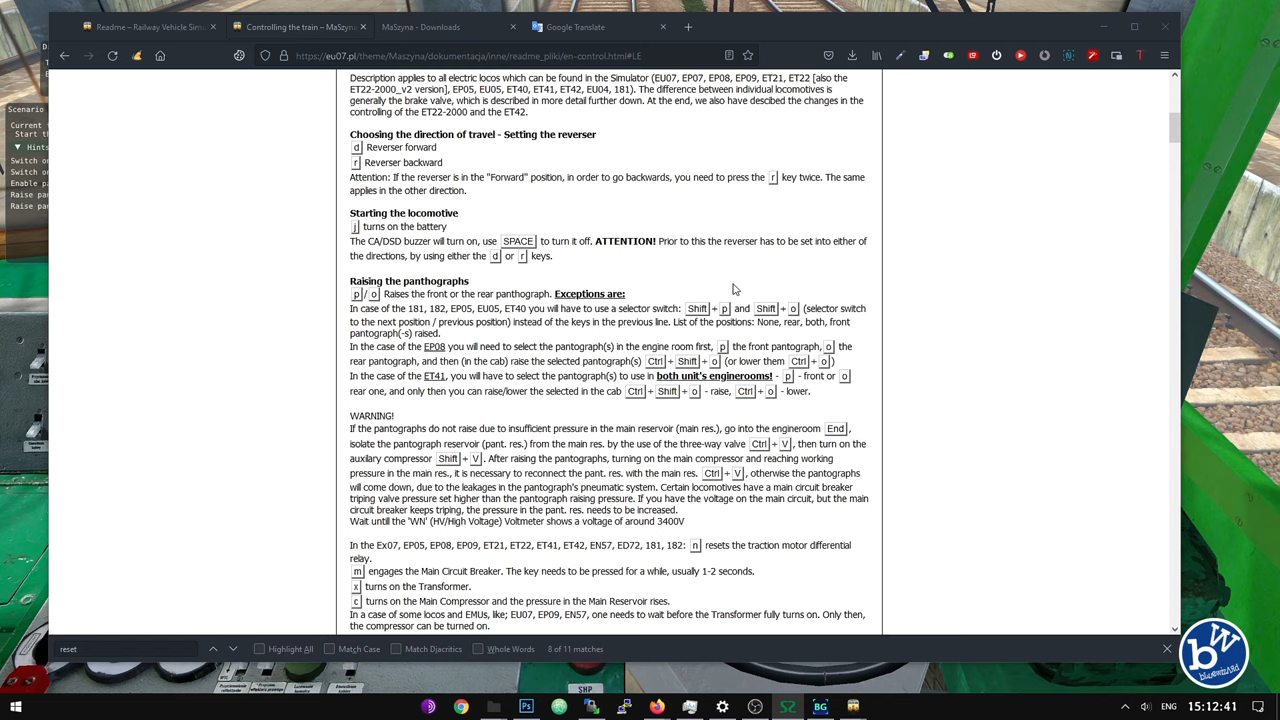 Readme – Railway Vehicle Simu
Controlling the train – MaSzyna
MaSzyna - Downloads
Google Translate
https://eu07.pl/theme/Maszyna/dokumentacja/inne/readme_pliki/en-control.html#LE
Scenario
Current t
Start th
Hints
Switch on
Switch on
Enable pa
Raise pan
Raise pan
Description applies to all electric locos which can be found in the Simulator (EU07, EP07, EP08, EP09, ET21, ET22 [also the
ET22-2000_v2 version], EP05, EU05, ET40, ET41, ET42, EU04, 181). The difference between individual locomotives is
generally the brake valve, which is described in more detail further down. At the end, we also have descibed the changes in the
controlling of the ET22-2000 and the ET42.
Choosing the direction of travel - Setting the reverser
d Reverser forward
r Reverser backward
Attention: If the reverser is in the "Forward" position, in order to go backwards, you need to press the r key twice. The same
applies in the other direction.
Starting the locomotive
j turns on the battery
The CA/DSD buzzer will turn on, use SPACE to turn it off. ATTENTION! Prior to this the reverser has to be set into either of
the directions, by using either the d or r keys.
Raising the panthographs
p / o Raises the front or the rear panthograph. Exceptions are:
In case of the 181, 182, EP05, EU05, ET40 you will have to use a selector switch: Shift + p and Shift + o (selector switch
to the next position / previous position) instead of the keys in the previous line. List of the positions: None, rear, both, front
pantograph(-s) raised.
In the case of the EP08 you will need to select the pantograph(s) in the engine room first, p the front pantograph, o the
rear pantograph, and then (in the cab) raise the selected pantograph(s) Ctrl + Shift + o (or lower them Ctrl + o)
In the case of the ET41, you will have to select the pantograph(s) to use in both unit's enginerooms! - p - front or o
rear one, and only then you can raise/lower the selected in the cab Ctrl + Shift + o - raise, Ctrl + o - lower.
WARNING!
If the pantographs do not raise due to insufficient pressure in the main reservoir (main res.), go into the engineroom End ,
isolate the pantograph reservoir (pant. res.) from the main res. by the use of the three-way valve Ctrl + V , then turn on the
auxilary compressor Shift + V . After raising the pantographs, turning on the main compressor and reaching working
pressure in the main res., it is necessary to reconnect the pant. res. with the main res. Ctrl + V , otherwise the pantographs
will come down, due to the leakages in the pantograph's pneumatic system. Certain locomotives have a main circuit breaker
triping valve pressure set higher than the pantograph raising pressure. If you have the voltage on the main circuit, but the main
circuit breaker keeps triping, the pressure in the pant. res. needs to be increased.
Wait untill the 'WN' (HV/High Voltage) Voltmeter shows a voltage of around 3400V
In the Ex07, EP05, EP08, EP09, ET21, ET22, ET41, ET42, EN57, ED72, 181, 182: n resets the traction motor differential
relay.
m engages the Main Circuit Breaker. The key needs to be pressed for a while, usually 1-2 seconds.
x turns on the Transformer.
c turns on the Main Compressor and the pressure in the Main Reservoir rises.
In a case of some locos and EMUs, like; EU07, EP09, EN57, one needs to wait before the Transformer fully turns on. Only then,
the compressor can be turned on.
reset
Highlight All
Match Case
Match Diacritics
Whole Words
8 of 11 matches
SHP
bw
bluewizard
BG
ENG
15:12:41